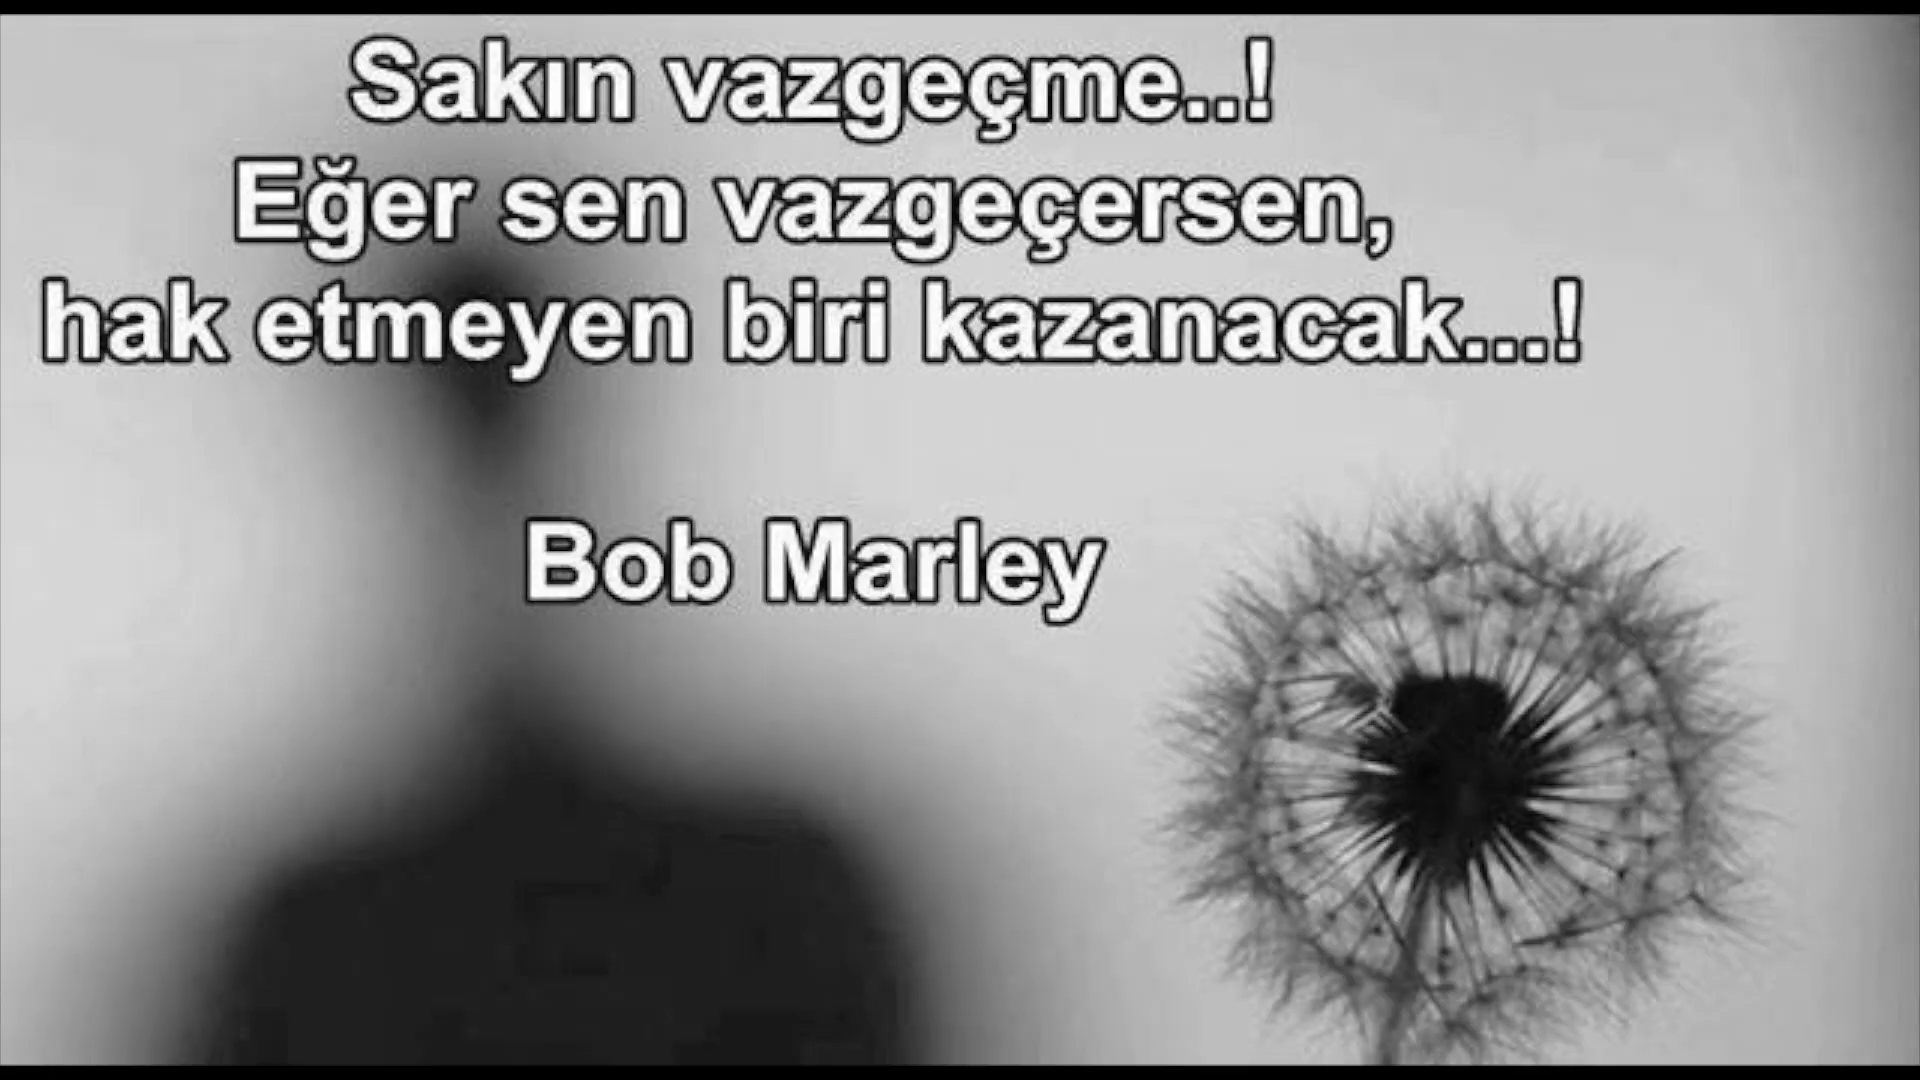 Sakın vazgeçme..!
Eğer sen vazgeçersen,
hak etmeyen biri kazanacak...!
Bob Marley